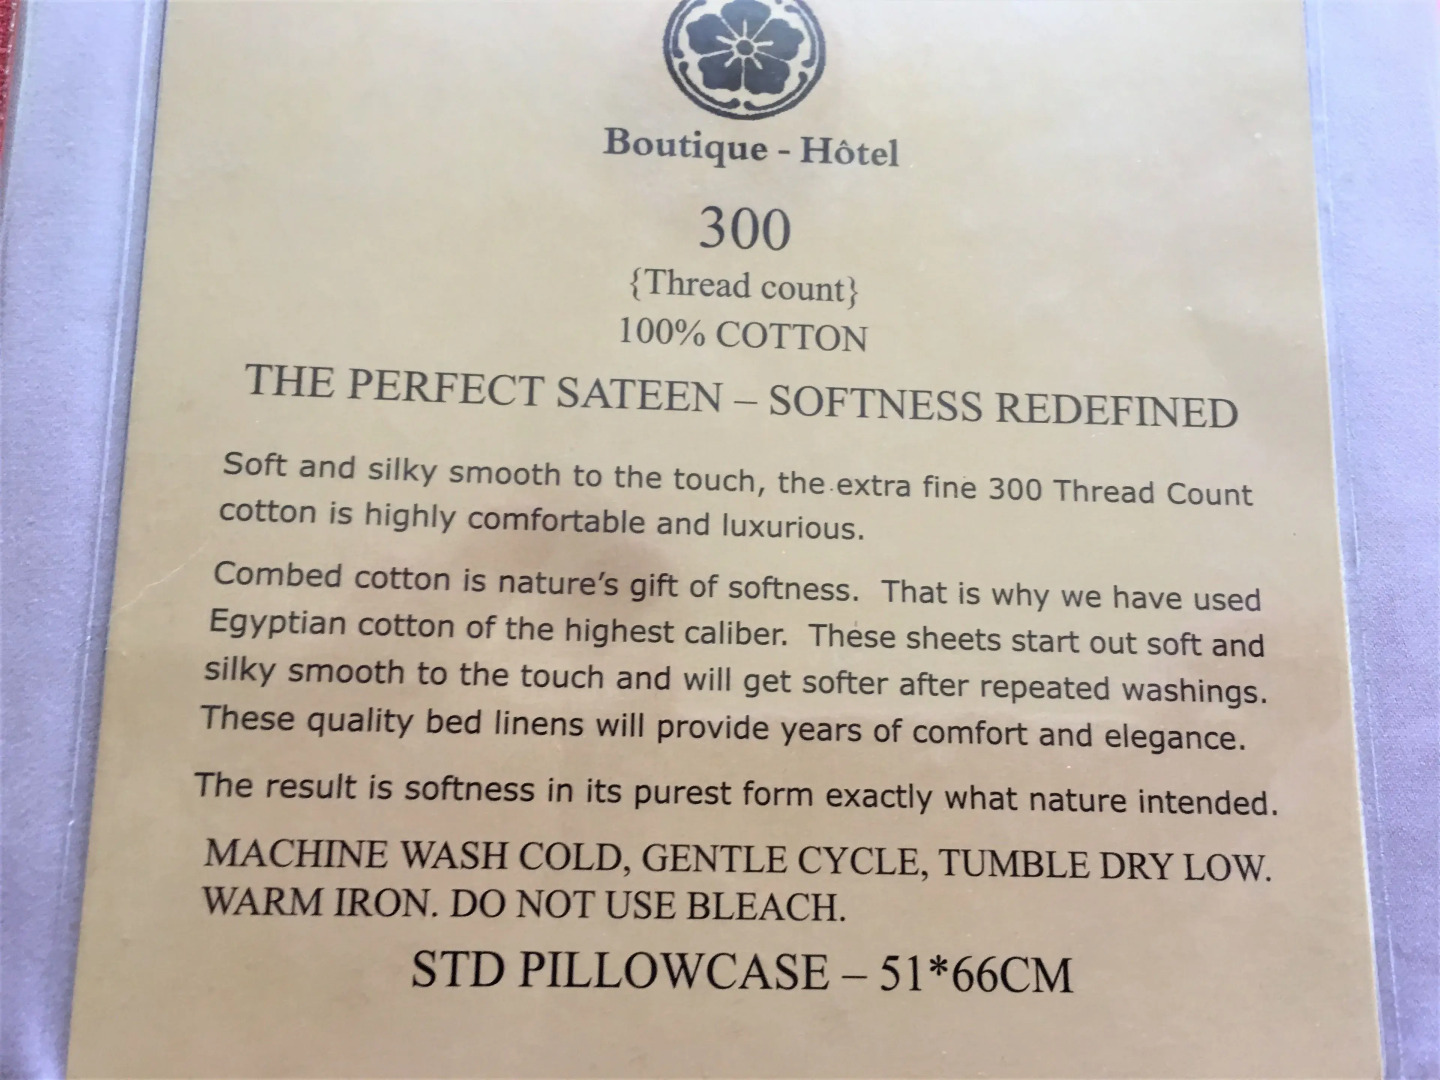 Boutique - Hôtel
300
{Thread count}
100% COTTON
THE PERFECT SATEEN – SOFTNESS REDEFINED
Soft and silky smooth to the touch, the extra fine 300 Thread Count
cotton is highly comfortable and luxurious.
Combed cotton is nature’s gift of softness.  That is why we have used
Egyptian cotton of the highest caliber.  These sheets start out soft and
silky smooth to the touch and will get softer after repeated washings.
These quality bed linens will provide years of comfort and elegance.
The result is softness in its purest form exactly what nature intended.
MACHINE WASH COLD, GENTLE CYCLE, TUMBLE DRY LOW.
WARM IRON. DO NOT USE BLEACH.
STD PILLOWCASE – 51*66CM